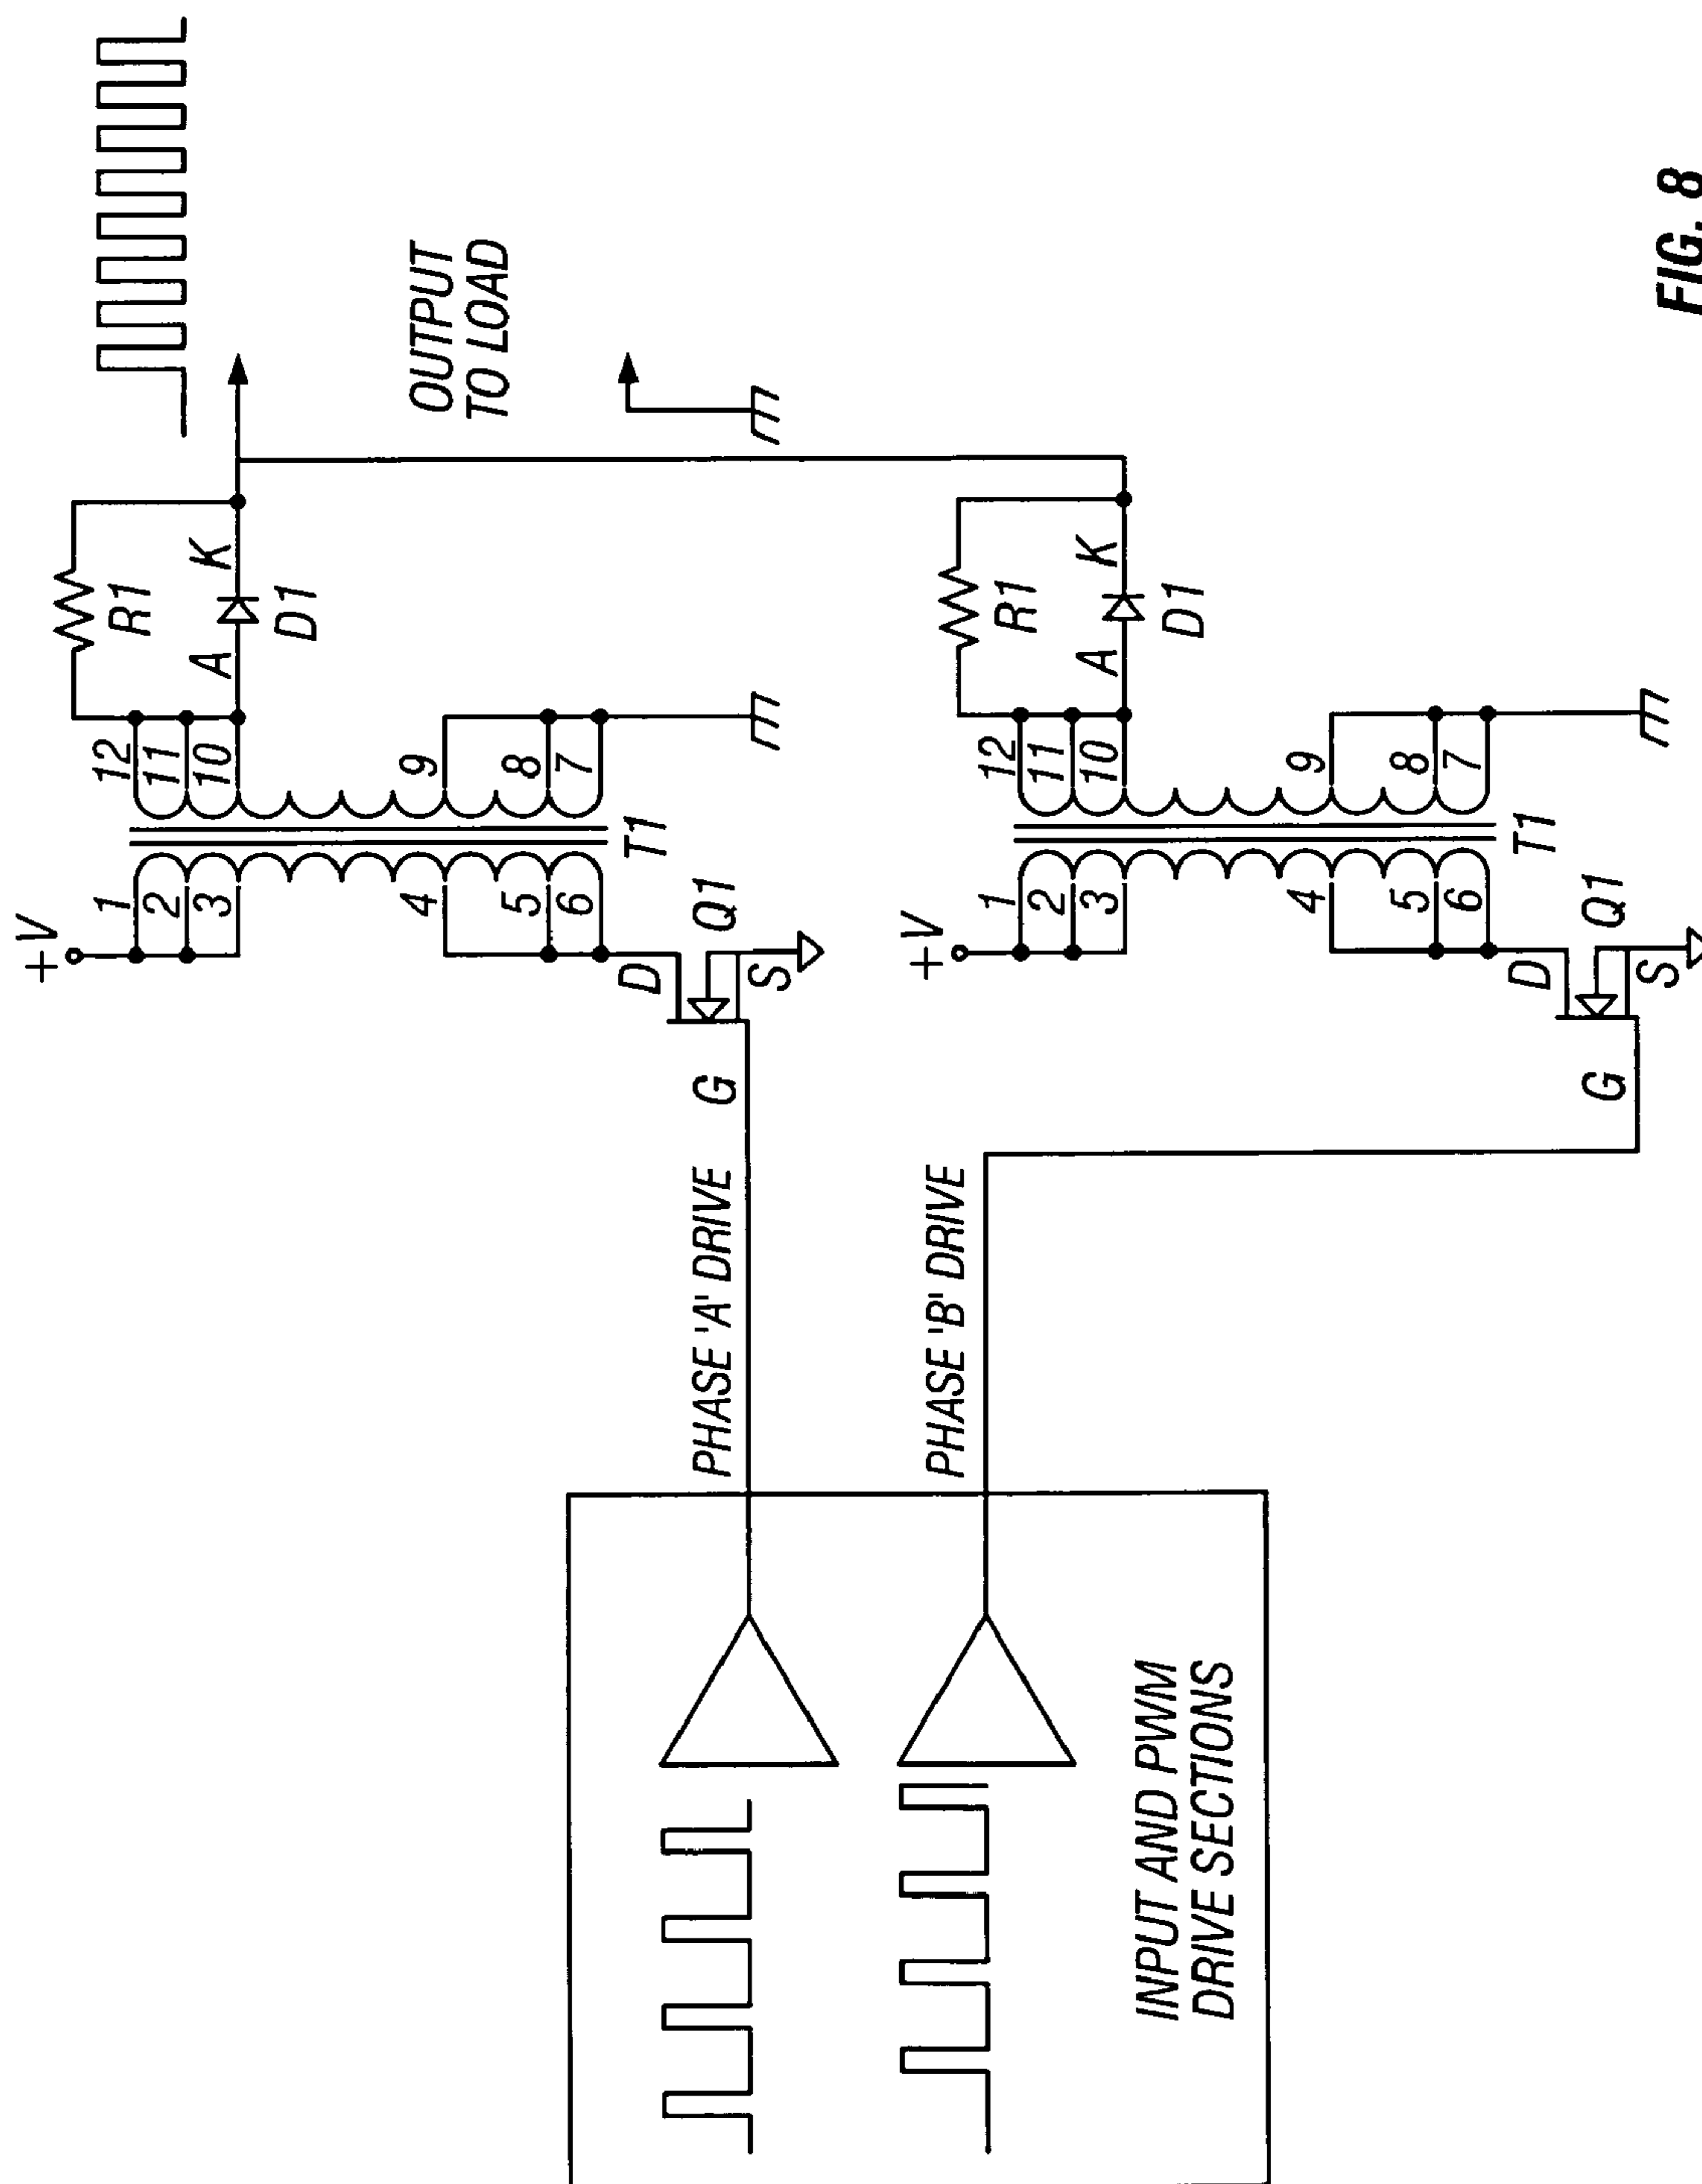 +V
1
2
3
4
5
6
12
11
10
9
8
7
T1
R1
A
K
D1
D
Q1
G
S
OUTPUT
TO LOAD
PHASE 'A' DRIVE
PHASE 'B' DRIVE
+V
1
2
3
4
5
6
12
11
10
9
8
7
T1
R1
A
K
D1
D
Q1
G
S
INPUT AND PWM
DRIVE SECTIONS
FIG. 8